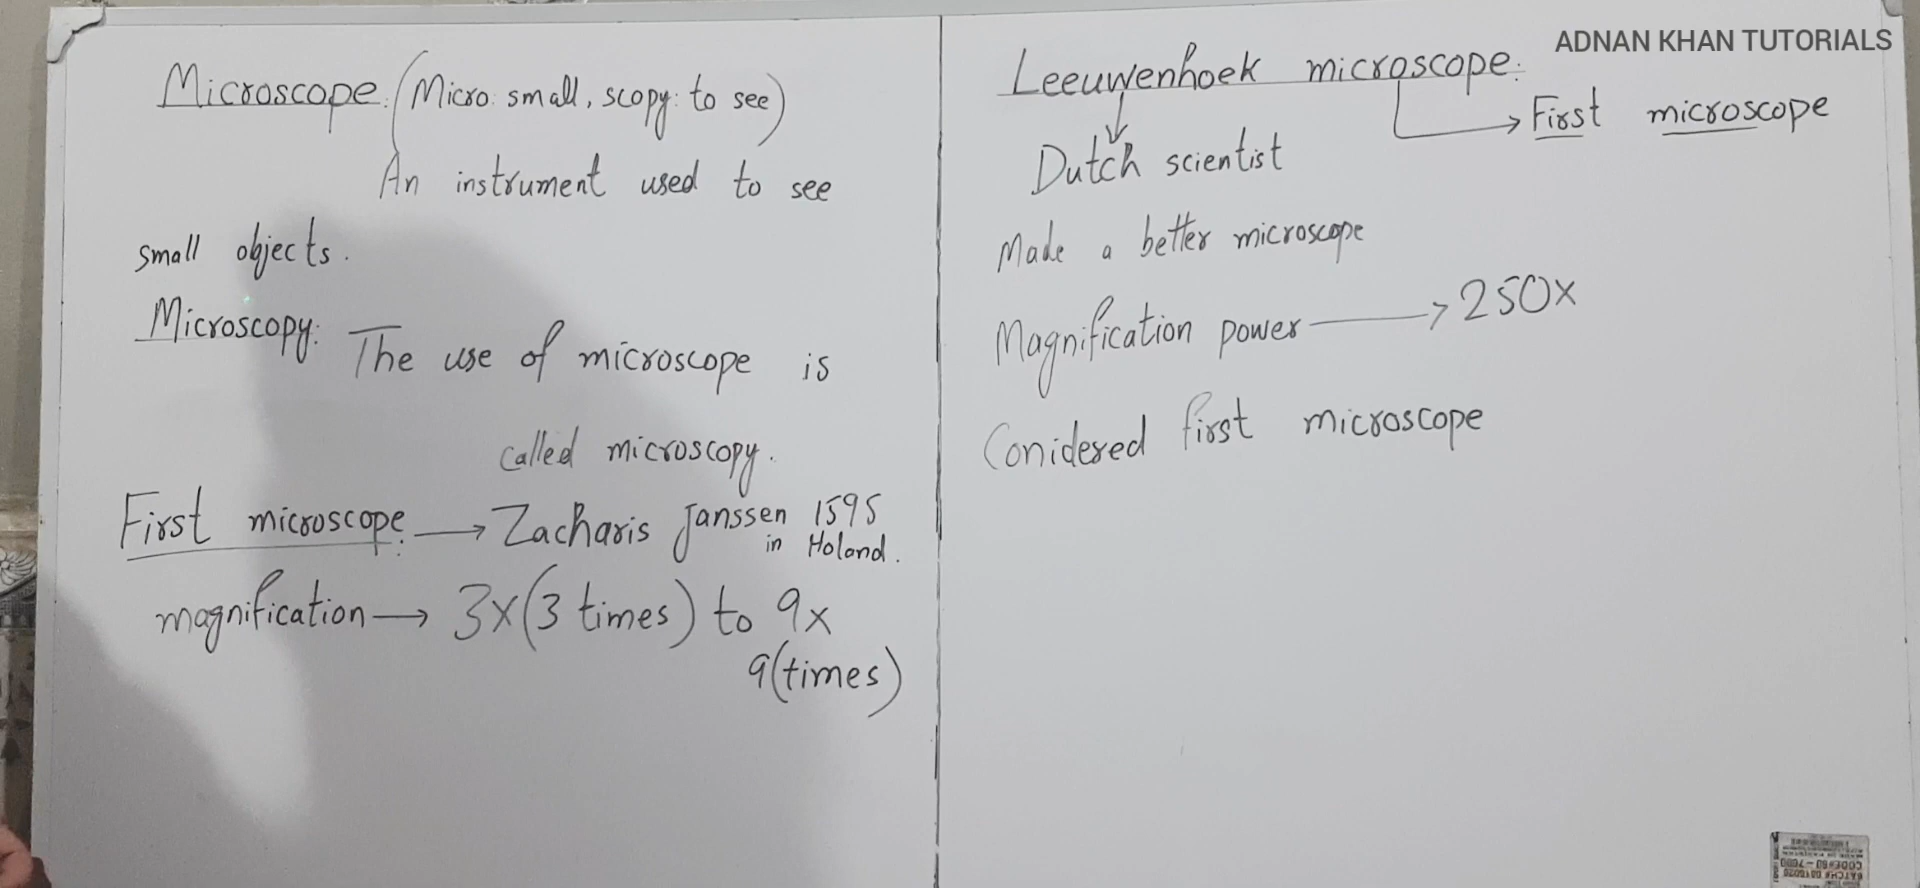 Microscope: (Micro: small, scopy: to see)
An instrument used to see
small objects.
Microscopy: The use of microscope is
called microscopy.
First microscope: → Zacharis Janssen 1595
in Holand.
magnification → 3x (3 times) to 9x
9(times)
ADNAN KHAN TUTORIALS
Leeuwenhoek microscope:
→ First microscope
Dutch scientist
Made a better microscope
Magnification power → 250x
Conidered first microscope